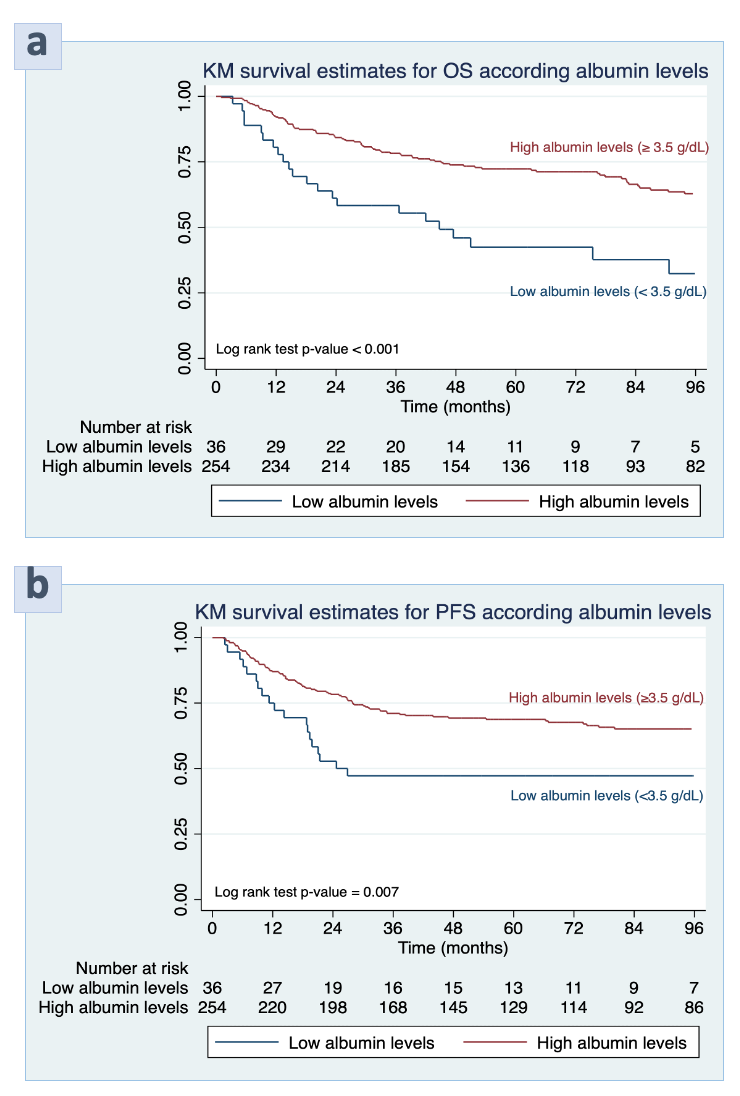 a
KM survival estimates for OS according albumin levels
1.00
0.75
0.50
0.25
0.00
High albumin levels (≥ 3.5 g/dL)
Low albumin levels (< 3.5 g/dL)
Log rank test p-value < 0.001
0 12 24 36 48 60 72 84 96
Time (months)
Number at risk
Low albumin levels 36 29 22 20 14 11 9 7 5
High albumin levels 254 234 214 185 154 136 118 93 82
Low albumin levels High albumin levels
b
KM survival estimates for PFS according albumin levels
1.00
0.75
0.50
0.25
0.00
High albumin levels (≥3.5 g/dL)
Low albumin levels (<3.5 g/dL)
Log rank test p-value = 0.007
0 12 24 36 48 60 72 84 96
Time (months)
Number at risk
Low albumin levels 36 27 19 16 15 13 11 9 7
High albumin levels 254 220 198 168 145 129 114 92 86
Low albumin levels High albumin levels